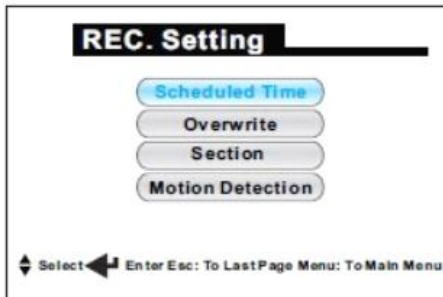 REC. Setting
Scheduled Time
Overwrite
Section
Motion Detection
Select Enter Esc: To Last Page Menu: To Main Menu